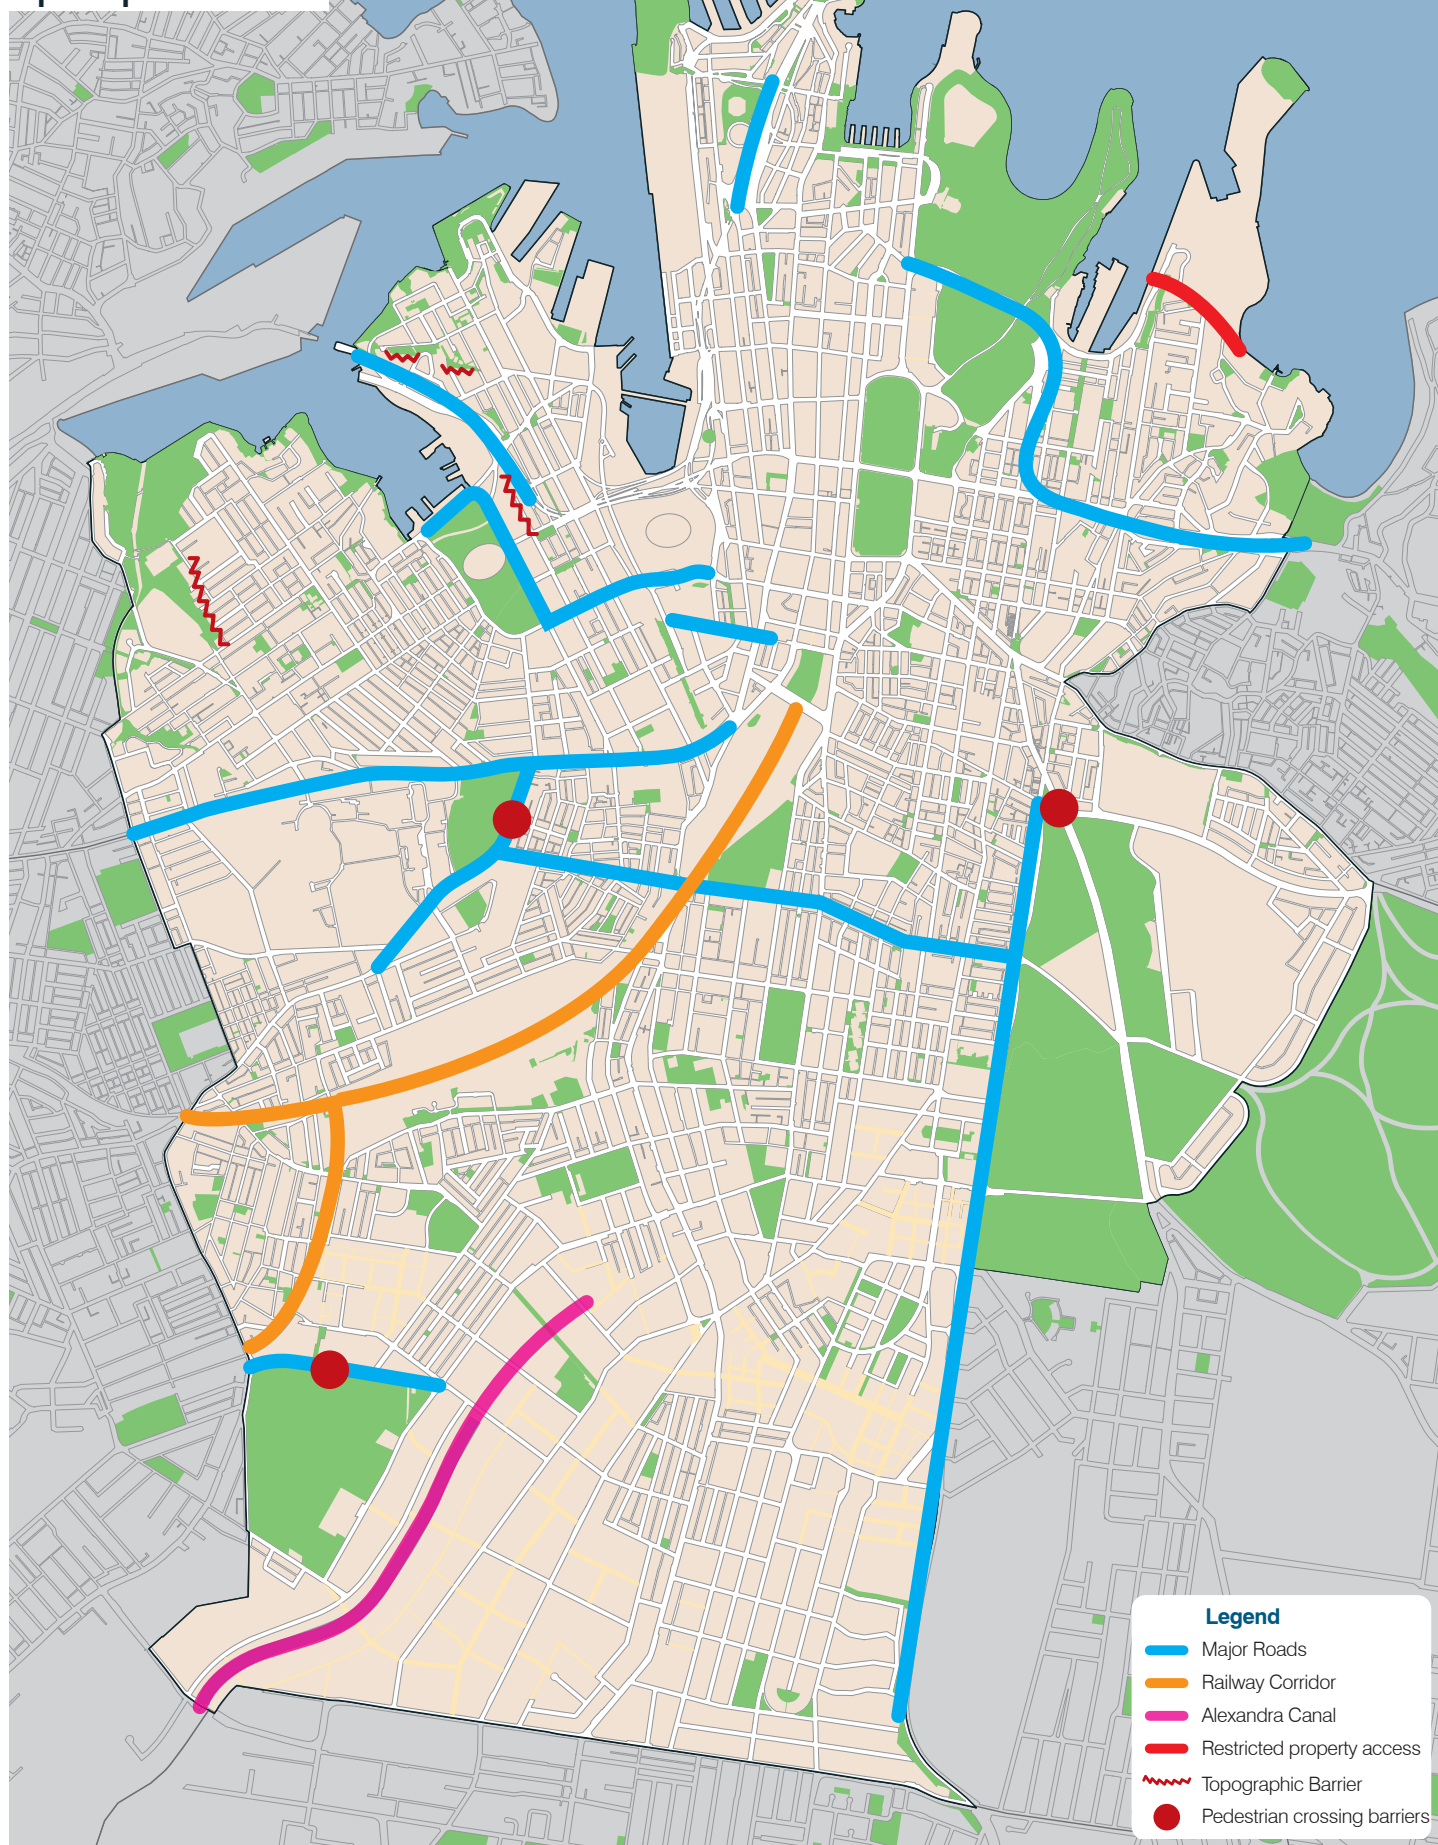 Legend
Major Roads
Railway Corridor
Alexandra Canal
Restricted property access
Topographic Barrier
Pedestrian crossing barriers